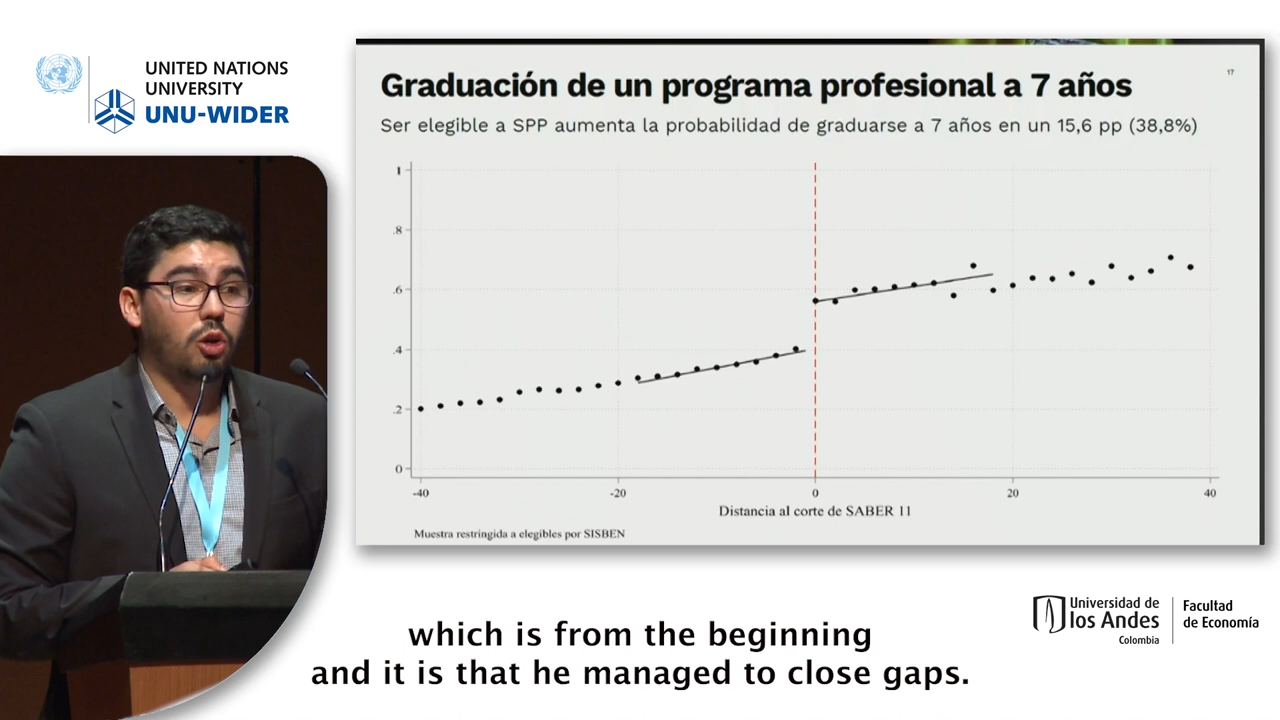 UNITED NATIONS
UNIVERSITY
UNU-WIDER
17
Graduación de un programa profesional a 7 años
Ser elegible a SPP aumenta la probabilidad de graduarse a 7 años en un 15,6 pp (38,8%)
1
.8
.6
.4
.2
0
-40 -20 0 20 40
Distancia al corte de SABER 11
Muestra restringida a elegibles por SISBEN
Universidad de
los Andes
Colombia
Facultad
de Economía
which is from the beginning
and it is that he managed to close gaps.